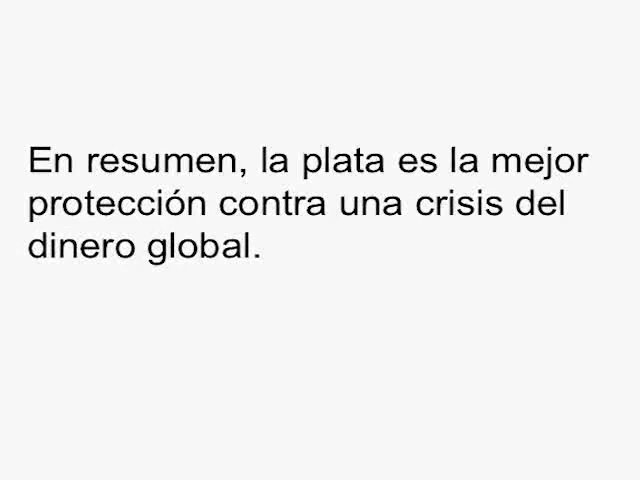 En resumen, la plata es la mejor
protección contra una crisis del
dinero global.